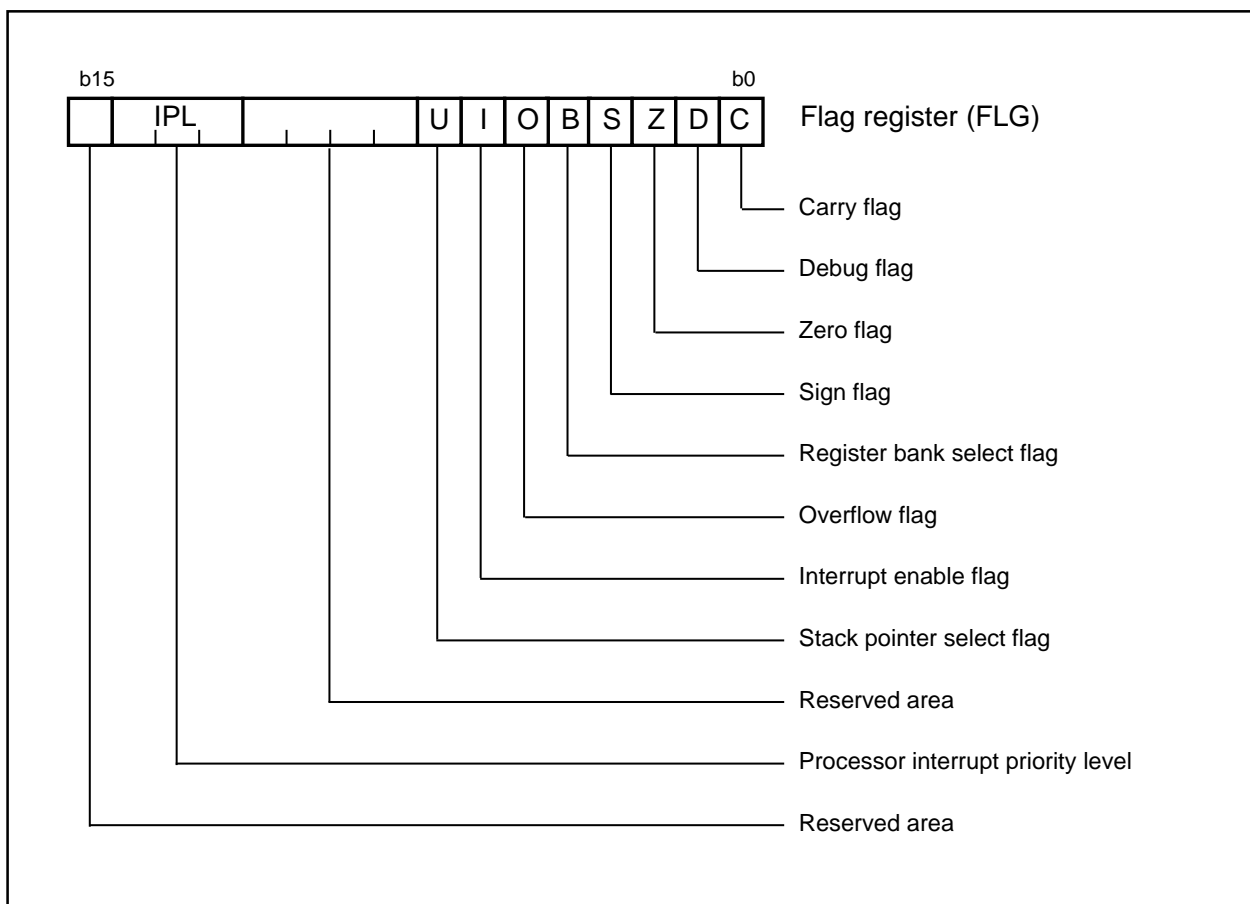 b15 b0
IPL U I O B S Z D C Flag register (FLG)
Carry flag
Debug flag
Zero flag
Sign flag
Register bank select flag
Overflow flag
Interrupt enable flag
Stack pointer select flag
Reserved area
Processor interrupt priority level
Reserved area